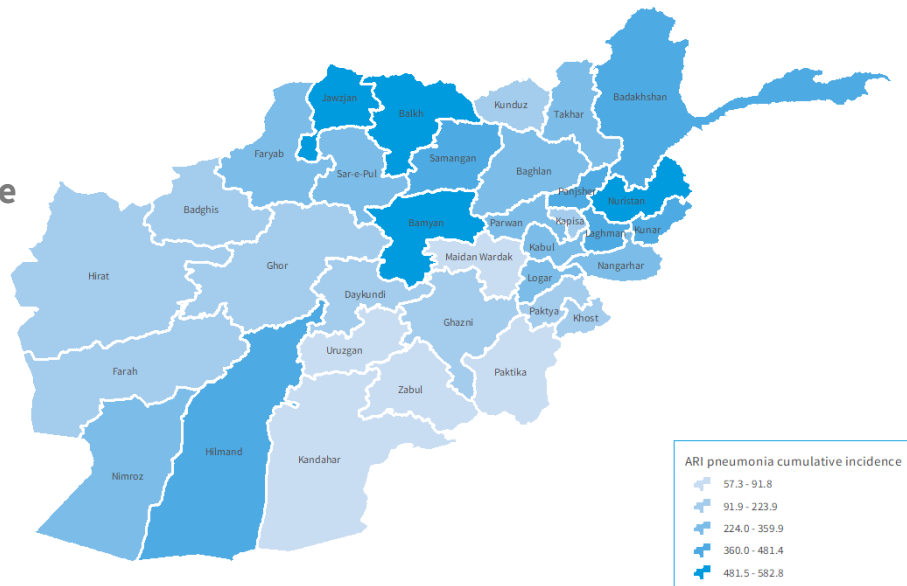 e
Jawzjan
Balkh
Kunduz
Takhar
Badakhshan
Faryab
Sar-e-Pul
Samangan
Baghlan
Panjsher
Nuristan
Badghis
Bamyan
Parwan
Kapisa
Laghman
Kunar
Hirat
Ghor
Maidan Wardak
Kabul
Nangarhar
Logar
Daykundi
Ghazni
Paktya
Khost
Farah
Uruzgan
Zabul
Paktika
Nimroz
Hilmand
Kandahar
ARI pneumonia cumulative incidence
57.3 - 91.8
91.9 - 223.9
224.0 - 359.9
360.0 - 481.4
481.5 - 582.8